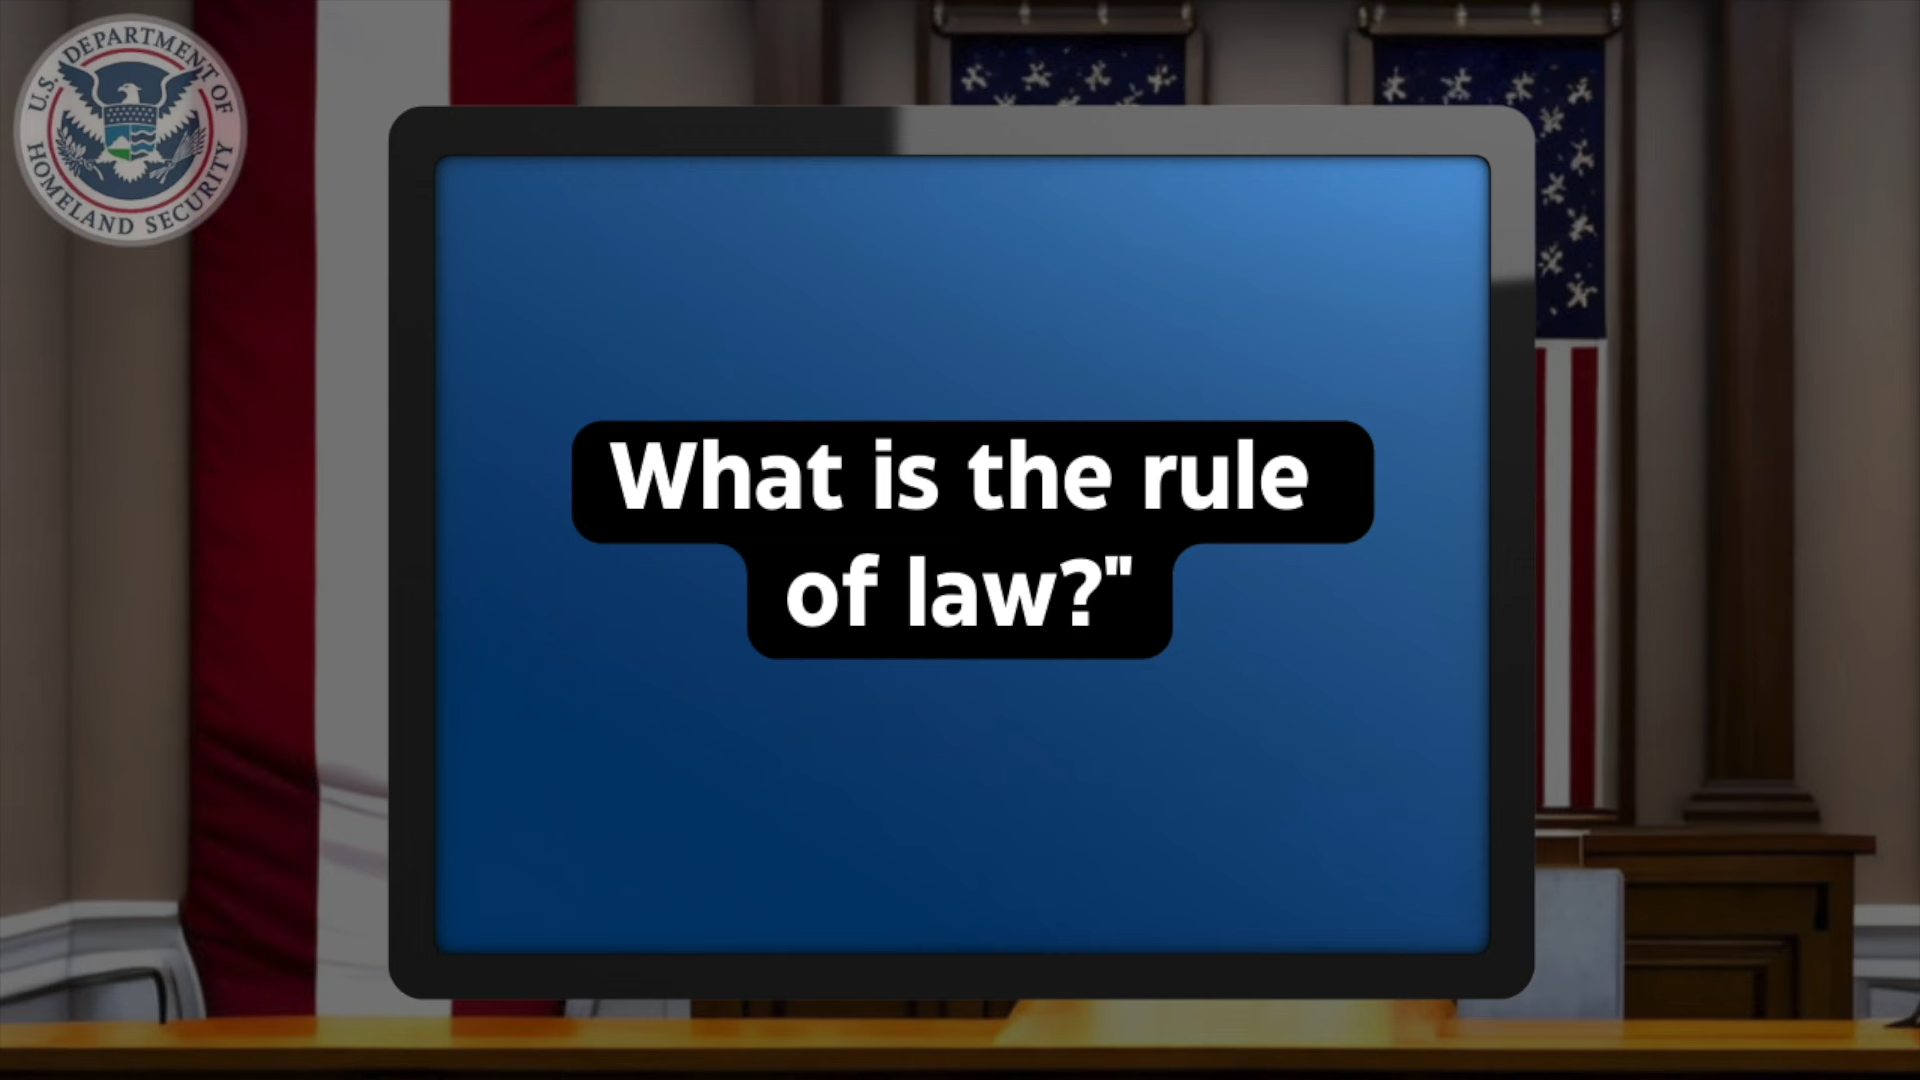 U.S. DEPARTMENT OF
HOMELAND SECURITY
What is the rule
of law?"